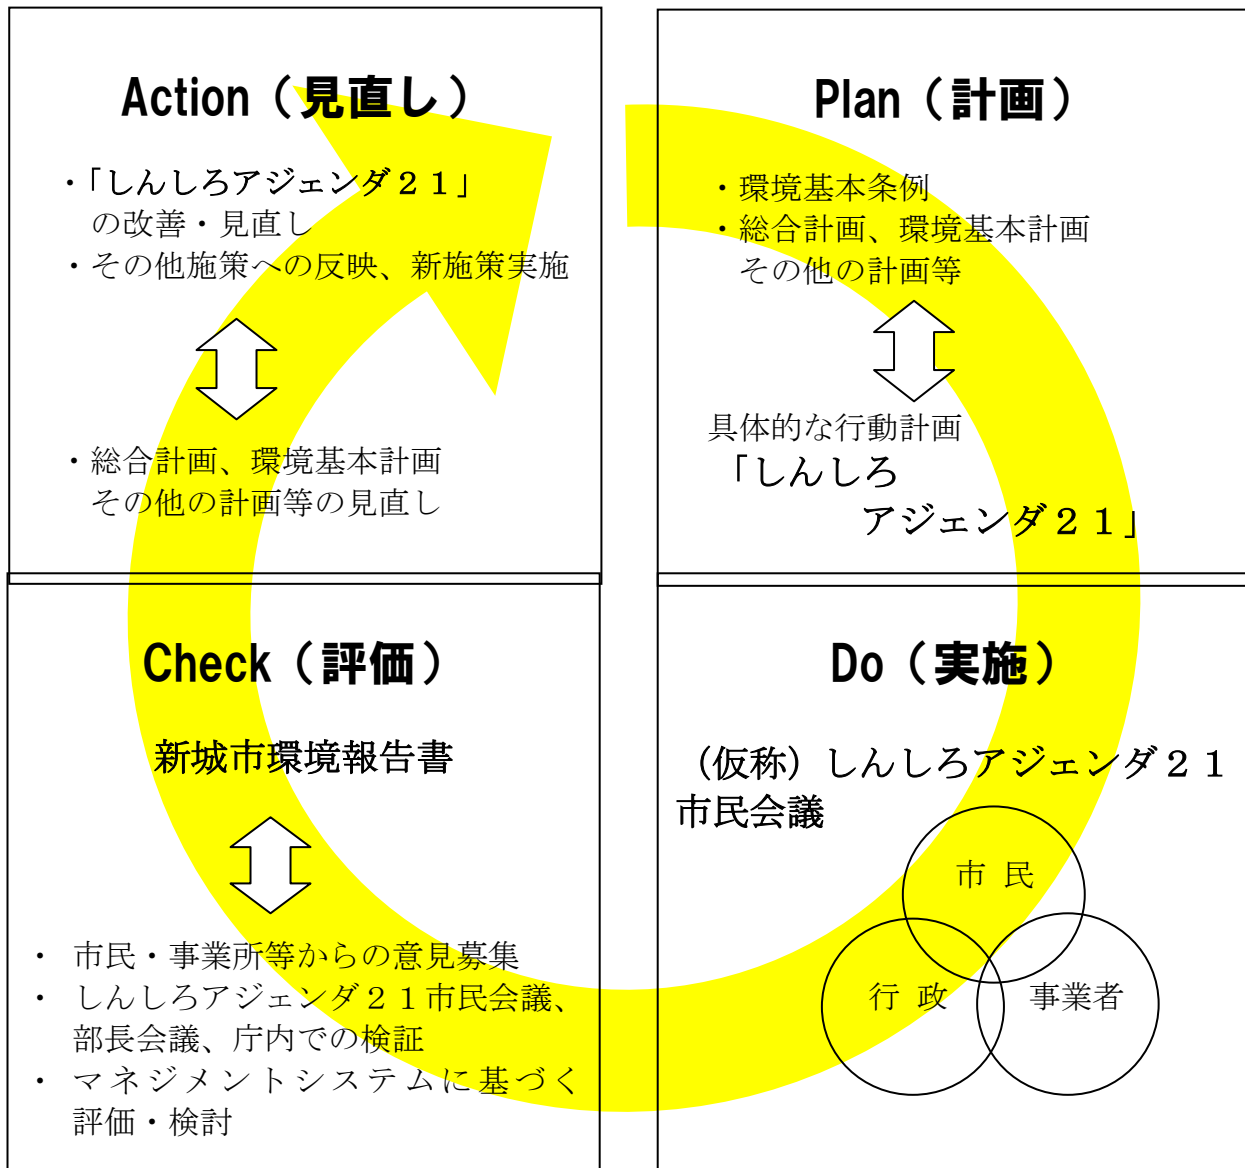 Action（見直し）
・「しんしろアジェンダ２１」
の改善・見直し
・その他施策への反映、新施策実施
・総合計画、環境基本計画
その他の計画等の見直し
Plan（計画）
・環境基本条例
・総合計画、環境基本計画
その他の計画等
具体的な行動計画
「しんしろ
アジェンダ２１」
Check（評価）
新城市環境報告書
・ 市民・事業所等からの意見募集
・ しんしろアジェンダ２１市民会議、
部長会議、庁内での検証
・ マネジメントシステムに基づく
評価・検討
Do（実施）
（仮称）しんしろアジェンダ２１
市民会議
市 民
行 政
事業者